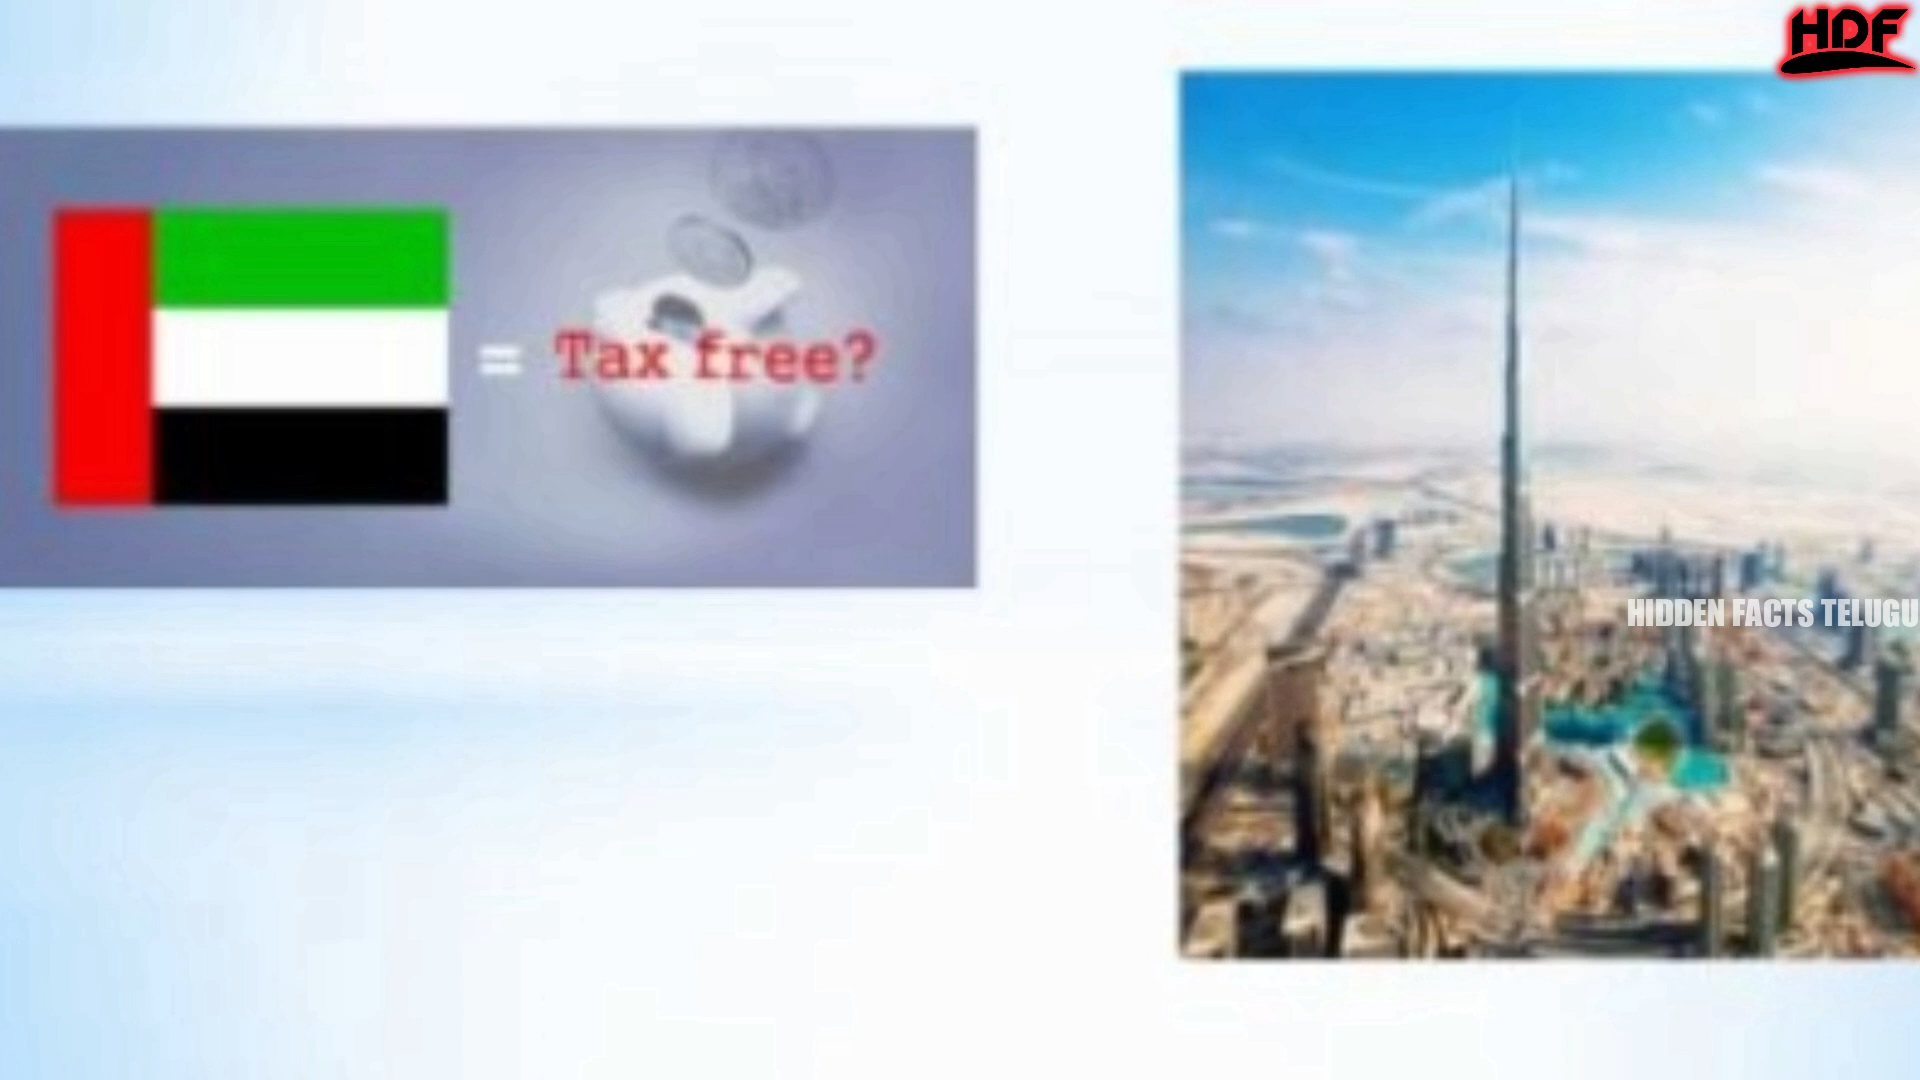 HDF
= Tax free?
HIDDEN FACTS TELUGU